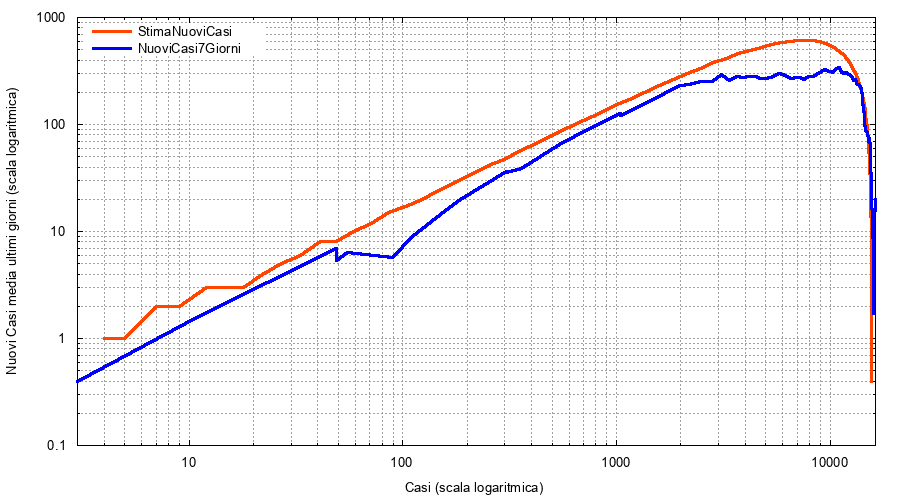 1000
100
10
1
0.1
StimaNuoviCasi
NuoviCasi7Giorni
Nuovi Casi media ultimi giorni (scala logaritmica)
10
100
1000
10000
Casi (scala logaritmica)